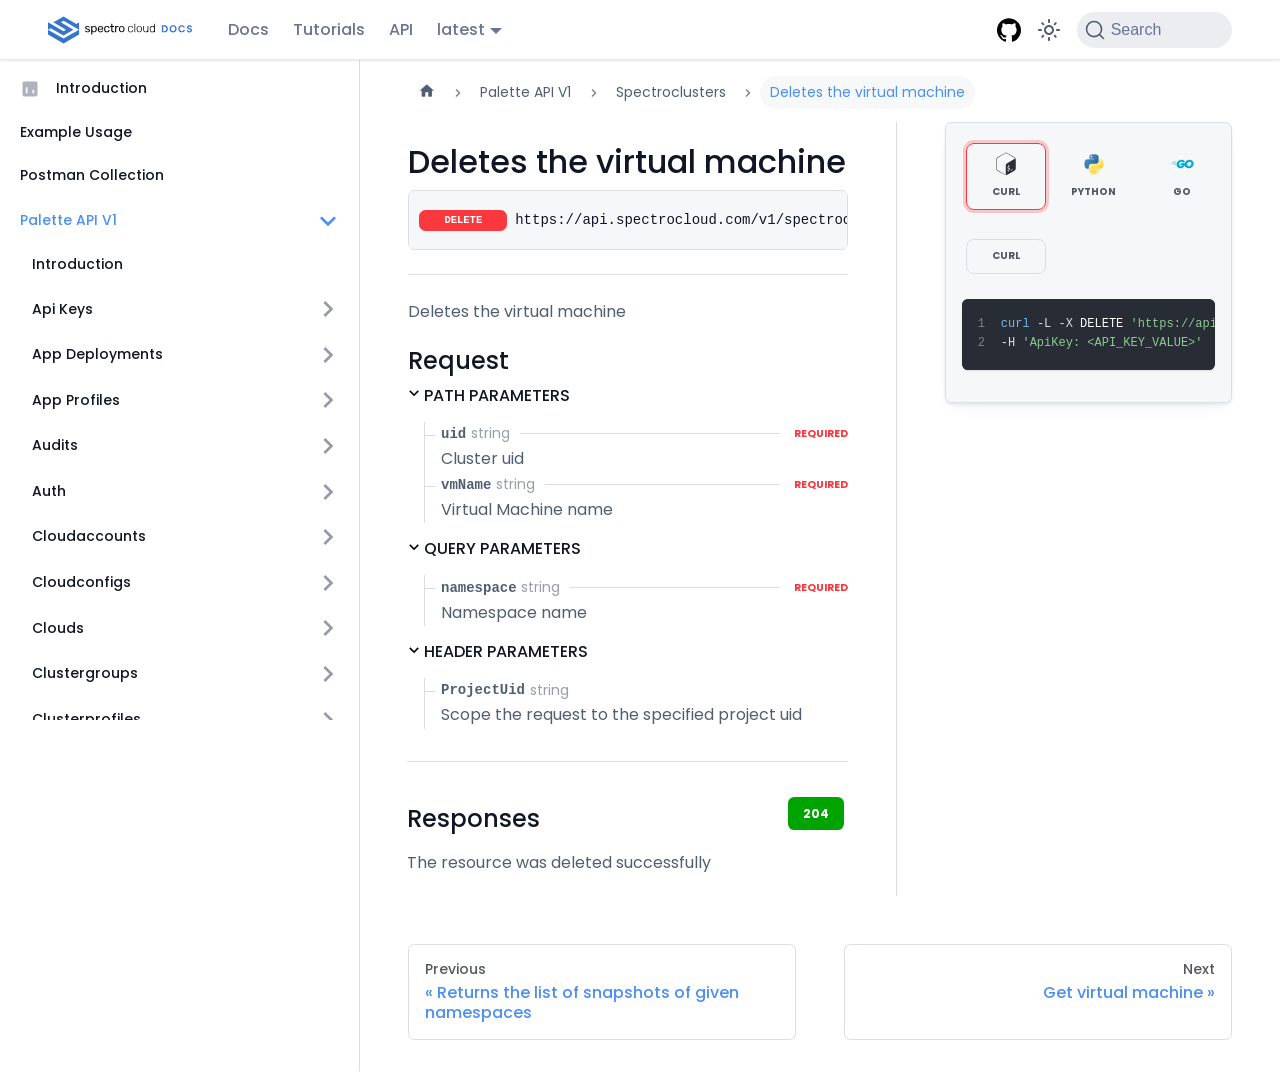 spectro cloud DOCS Docs Tutorials API latest Search
Introduction
Example Usage
Postman Collection
Palette API V1
Introduction
Api Keys
App Deployments
App Profiles
Audits
Auth
Cloudaccounts
Cloudconfigs
Clouds
Clustergroups
Clusterprofiles
Palette API V1 Spectroclusters Deletes the virtual machine
Deletes the virtual machine
DELETE https://api.spectrocloud.com/v1/spectroc
Deletes the virtual machine
Request
PATH PARAMETERS
uid string REQUIRED
Cluster uid
vmName string REQUIRED
Virtual Machine name
QUERY PARAMETERS
namespace string REQUIRED
Namespace name
HEADER PARAMETERS
ProjectUid string
Scope the request to the specified project uid
Responses 204
The resource was deleted successfully
CURL PYTHON GO
GO
CURL
1 curl -L -X DELETE 'https://api
2 -H 'ApiKey: <API_KEY_VALUE>'
Previous
« Returns the list of snapshots of given
namespaces
Next
Get virtual machine »